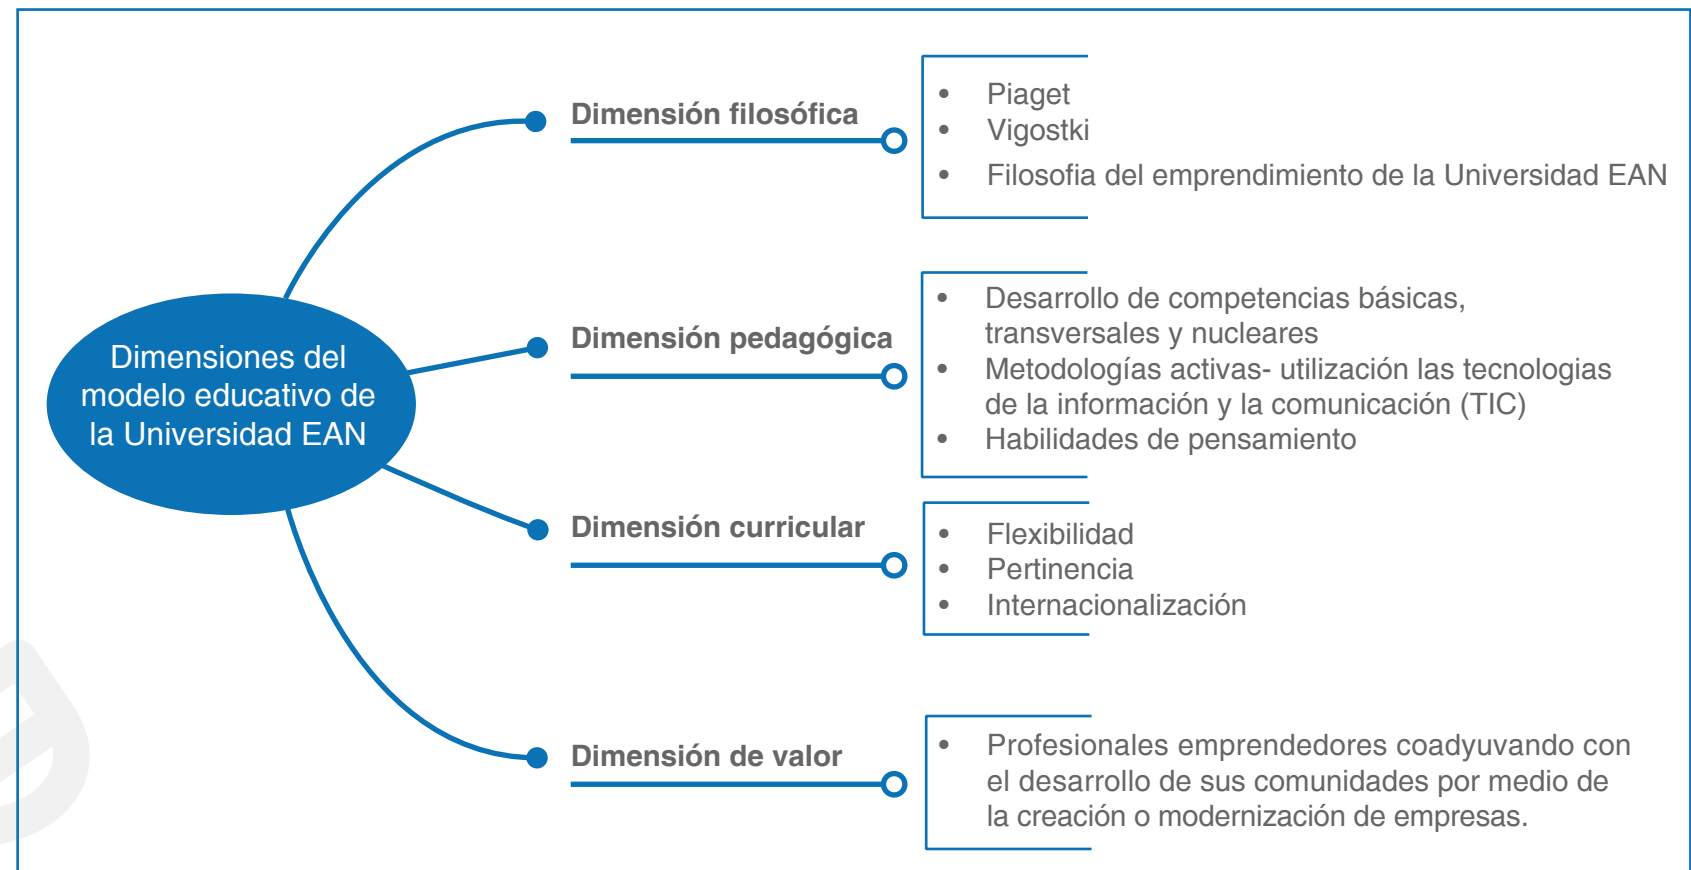 Dimensiones del
modelo educativo de
la Universidad EAN
Dimensión filosófica
• Piaget
• Vigostki
• Filosofia del emprendimiento de la Universidad EAN
Dimensión pedagógica
• Desarrollo de competencias básicas,
transversales y nucleares
• Metodologías activas- utilización las tecnologias
de la información y la comunicación (TIC)
• Habilidades de pensamiento
Dimensión curricular
• Flexibilidad
• Pertinencia
• Internacionalización
Dimensión de valor
• Profesionales emprendedores coadyuvando con
el desarrollo de sus comunidades por medio de
la creación o modernización de empresas.